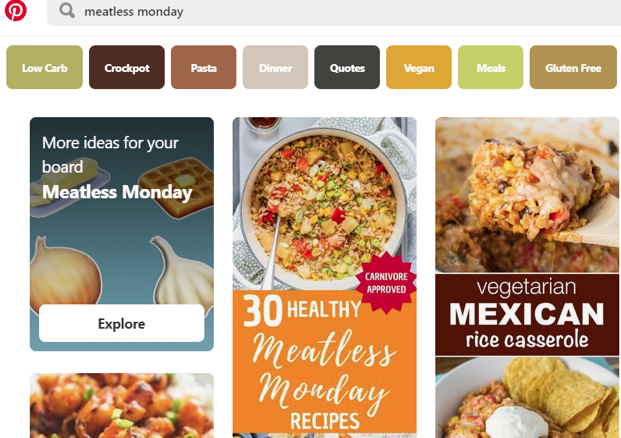 meatless monday
Low Carb
Crockpot
Pasta
Dinner
Quotes
Vegan
Meals
Gluten Free
More ideas for your
board
Meatless Monday
Explore
CARNIVORE
APPROVED
30 HEALTHY
Meatless
Monday
RECIPES
vegetarian
MEXICAN
rice casserole